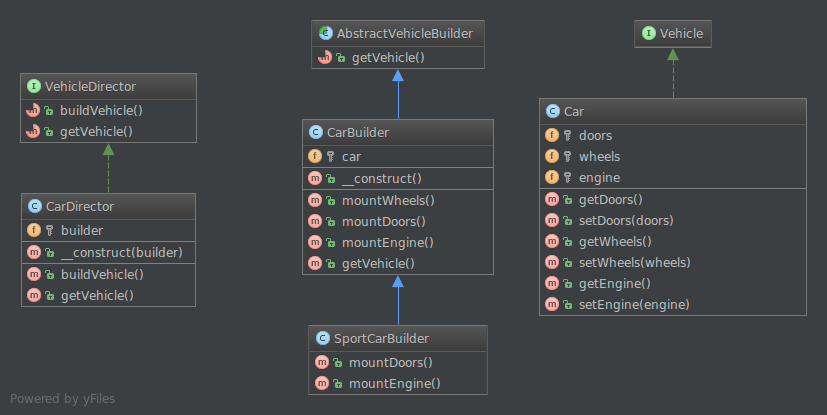 VehicleDirector
buildVehicle()
getVehicle()
CarDirector
builder
__construct(builder)
buildVehicle()
getVehicle()
AbstractVehicleBuilder
getVehicle()
CarBuilder
car
__construct()
mountWheels()
mountDoors()
mountEngine()
getVehicle()
SportCarBuilder
mountDoors()
mountEngine()
Vehicle
Car
doors
wheels
engine
getDoors()
setDoors(doors)
getWheels()
setWheels(wheels)
getEngine()
setEngine(engine)
Powered by yFiles